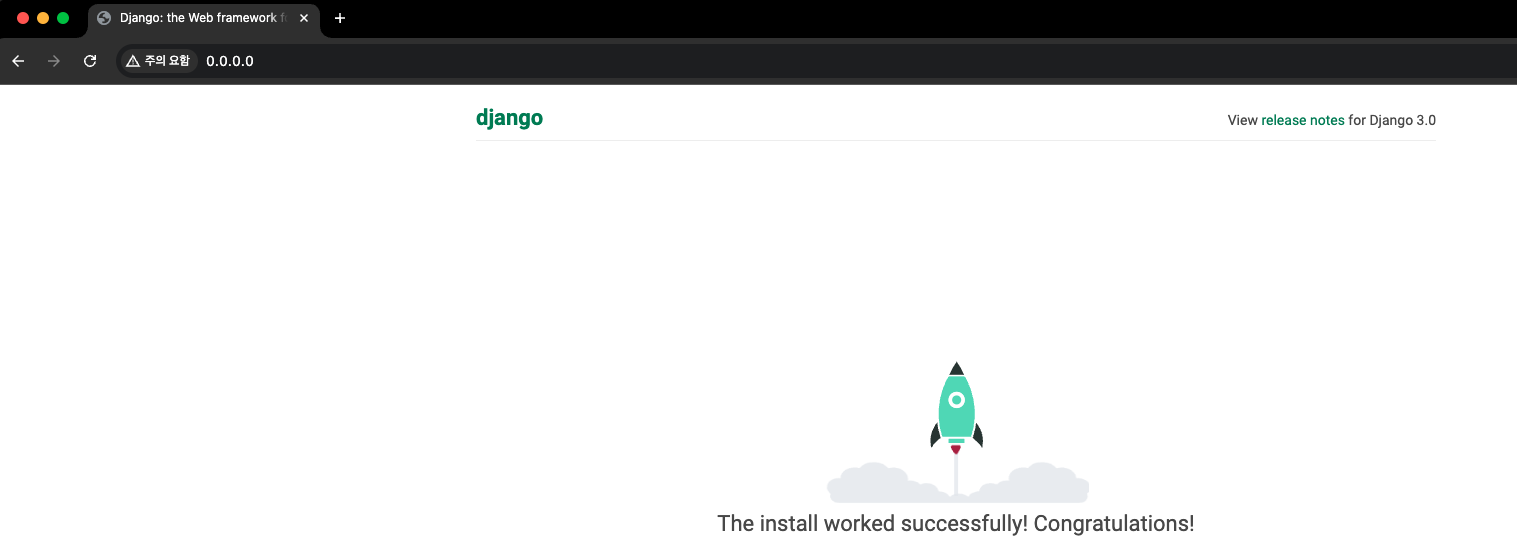 Django: the Web framework f
주의 요함 0.0.0.0
django
View release notes for Django 3.0
The install worked successfully! Congratulations!